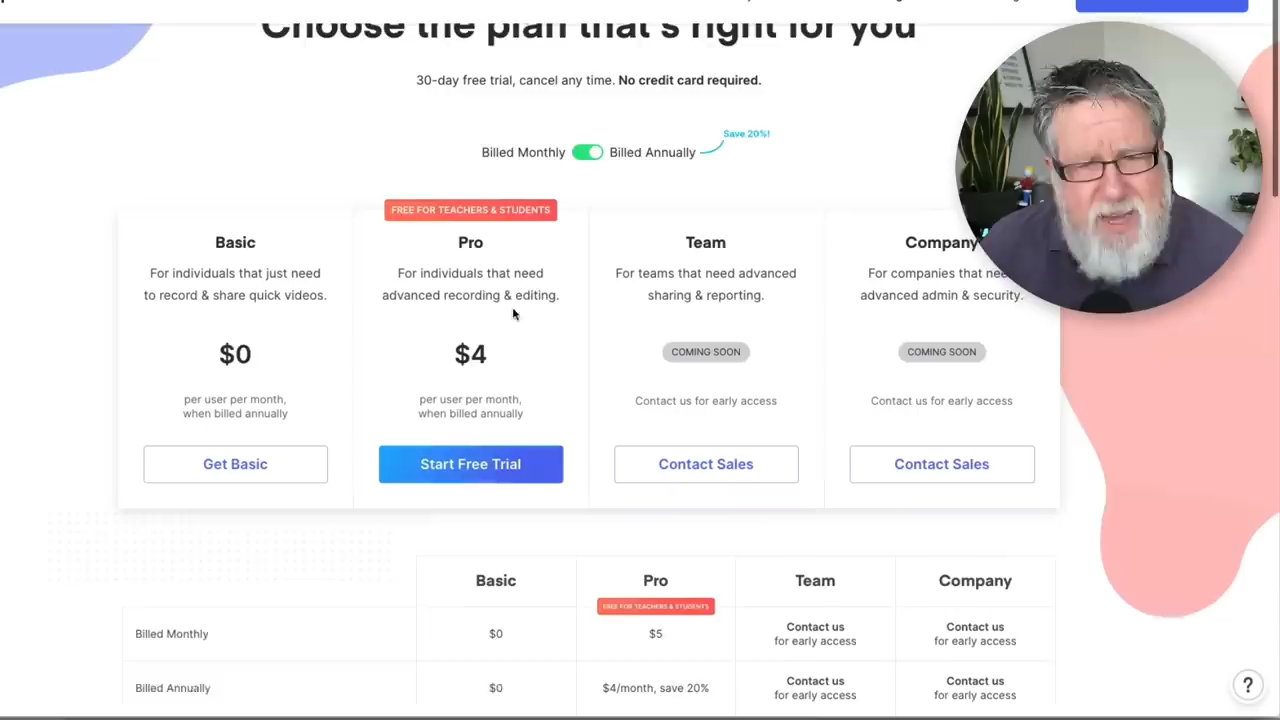 Choose the plan that's right for you
30-day free trial, cancel any time. No credit card required.
Save 20%!
Billed Monthly Billed Annually
FREE FOR TEACHERS & STUDENTS
Basic
For individuals that just need
to record & share quick videos.
$0
per user per month,
when billed annually
Get Basic
Pro
For individuals that need
advanced recording & editing.
$4
per user per month,
when billed annually
Start Free Trial
Team
For teams that need advanced
sharing & reporting.
COMING SOON
Contact us for early access
Contact Sales
Company
For companies that nee
advanced admin & security.
COMING SOON
Contact us for early access
Contact Sales
Basic Pro Team Company
FREE FOR TEACHERS & STUDENTS
Billed Monthly $0 $5 Contact us for early access Contact us for early access
Billed Annually $0 $4/month, save 20% Contact us for early access Contact us for early access
?